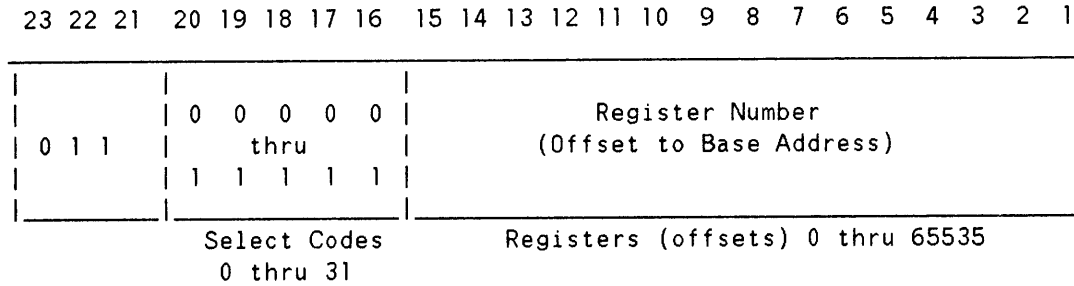 23 22 21 20 19 18 17 16 15 14 13 12 11 10 9 8 7 6 5 4 3 2 1
0 0 0 0 0 Register Number
0 1 1 thru (Offset to Base Address)
1 1 1 1 1
Select Codes Registers (offsets) 0 thru 65535
0 thru 31